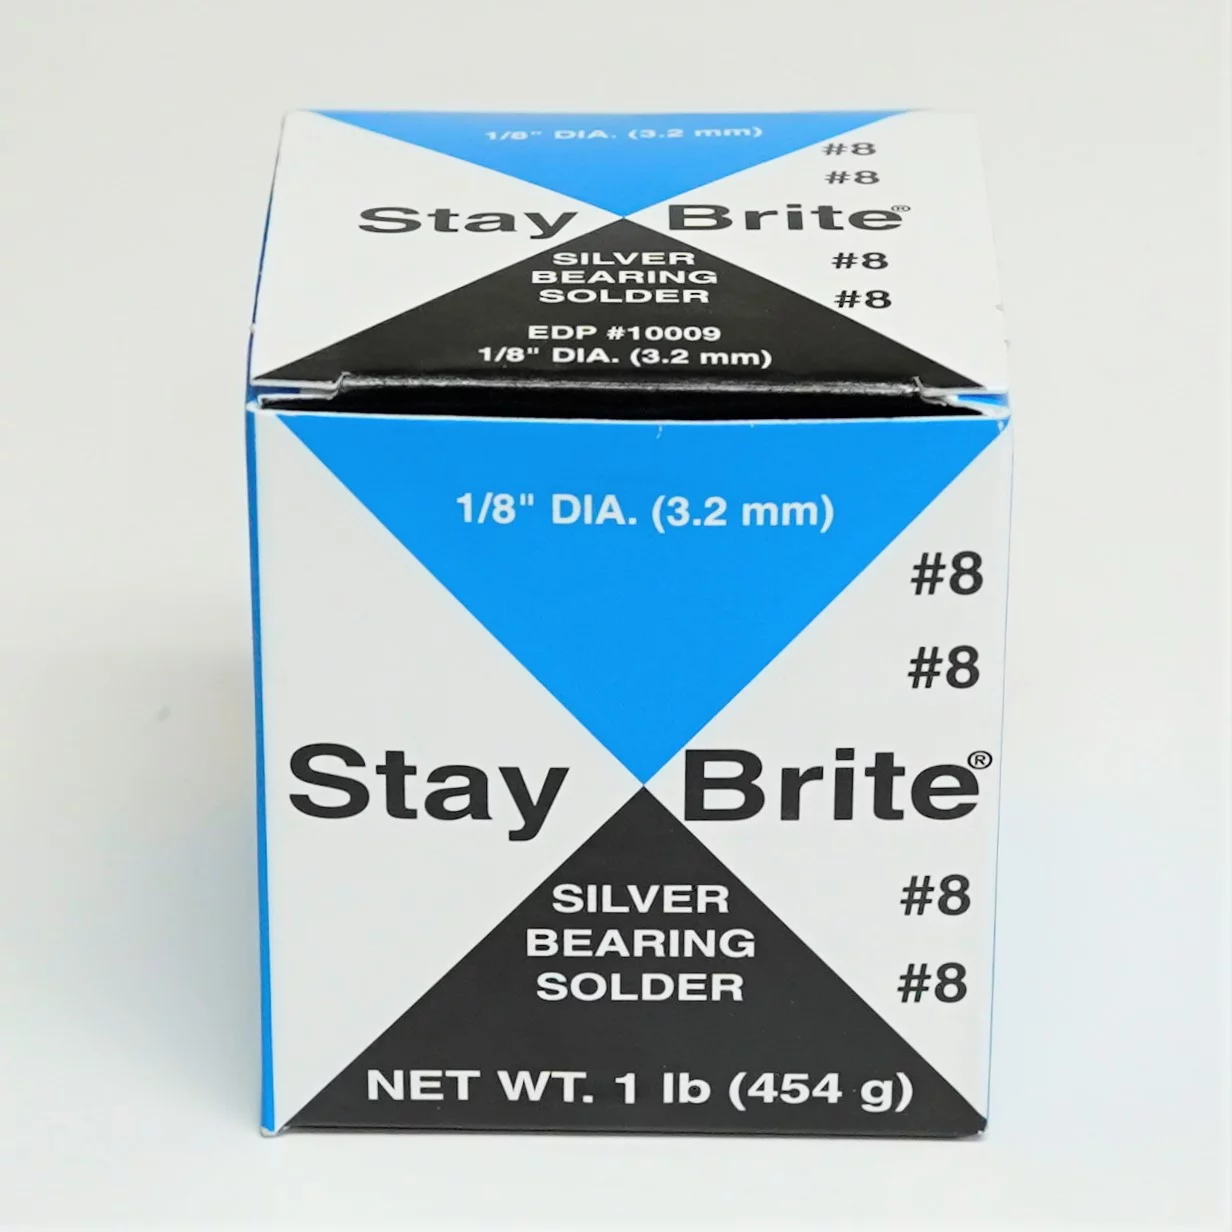 1/8" DIA. (3.2 mm)
#8
#8
Stay Brite®
SILVER
BEARING
SOLDER
#8
#8
EDP #10009
1/8" DIA. (3.2 mm)
1/8" DIA. (3.2 mm)
#8
#8
Stay Brite®
SILVER
BEARING
SOLDER
#8
#8
NET WT. 1 lb (454 g)